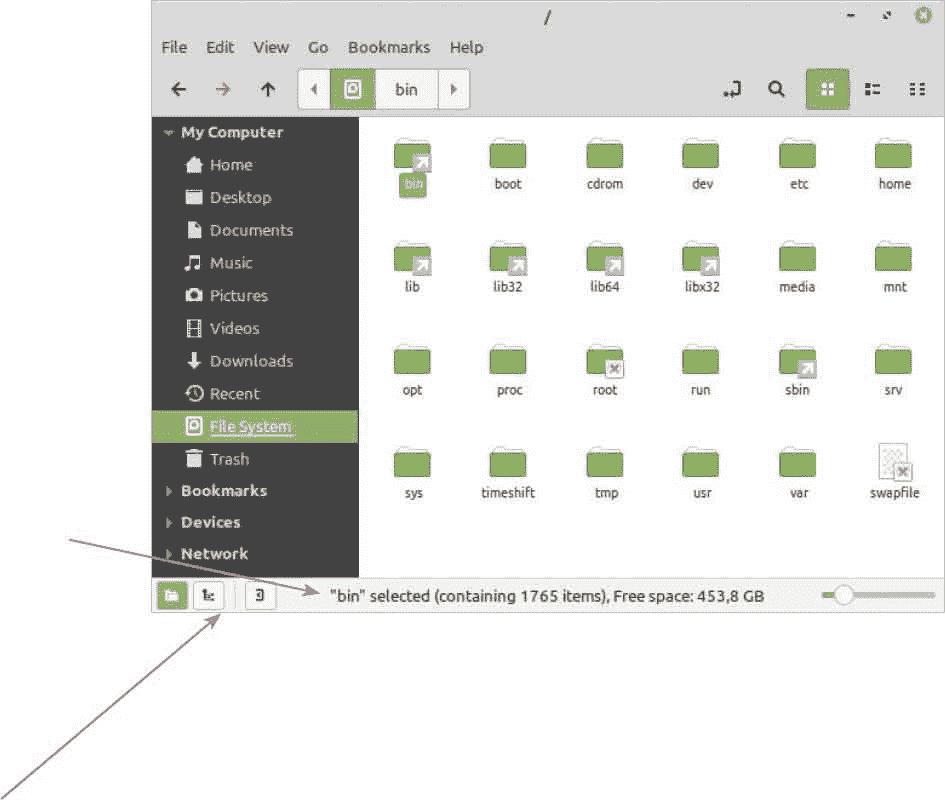 /
File Edit View Go Bookmarks Help
bin
My Computer
Home
Desktop
Documents
Music
Pictures
Videos
Downloads
Recent
File System
Trash
Bookmarks
Devices
Network
bin boot cdrom dev etc home
lib lib32 lib64 libx32 media mnt
opt proc root run sbin srv
sys timeshift tmp usr var swapfile
"bin" selected (containing 1765 items), Free space: 453,8 GB